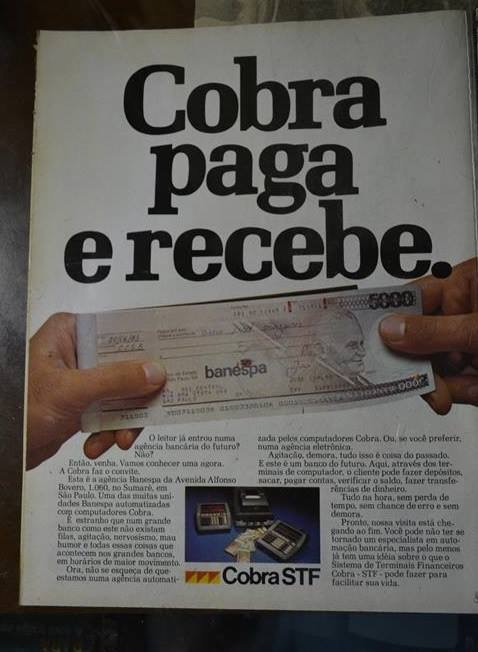 Cobra
paga
e recebe.
5000
banespa
O leitor já entrou numa
agência bancária do futuro?
Não?
Então, venha. Vamos conhecer uma agora.
A Cobra faz o convite.
Esta é a agência Banespa da Avenida Alfonso
Bovero, 1.060, no Sumaré, em
São Paulo. Uma das muitas uni-
dades Banespa automatizadas
com computadores Cobra.
É estranho que num grande
banco como este não existam
filas, agitação, nervosismo, mau
humor e todas essas coisas que
acontecem nos grandes bancos,
em horários de maior movimento.
Ora, não se esqueça de que
estamos numa agência automati-
zada pelos computadores Cobra. Ou, se você preferir,
numa agência eletrônica.
Agitação, demora, tudo isso é coisa do passado.
E este é um banco do futuro. Aqui, através dos ter-
minais de computador, o cliente pode fazer depósitos,
sacar, pagar contas, verificar o saldo, fazer transfe-
rências de dinheiro.
Tudo na hora, sem perda de
tempo, sem chance de erro e sem
demora.
Pronto, nossa visita está che-
gando ao fim. Você pode não ter se
tornado um especialista em auto-
mação bancária, mas pelo menos
já tem uma idéia sobre o que o
Sistema de Terminais Financeiros
Cobra - STF - pode fazer para
facilitar sua vida.
Cobra STF